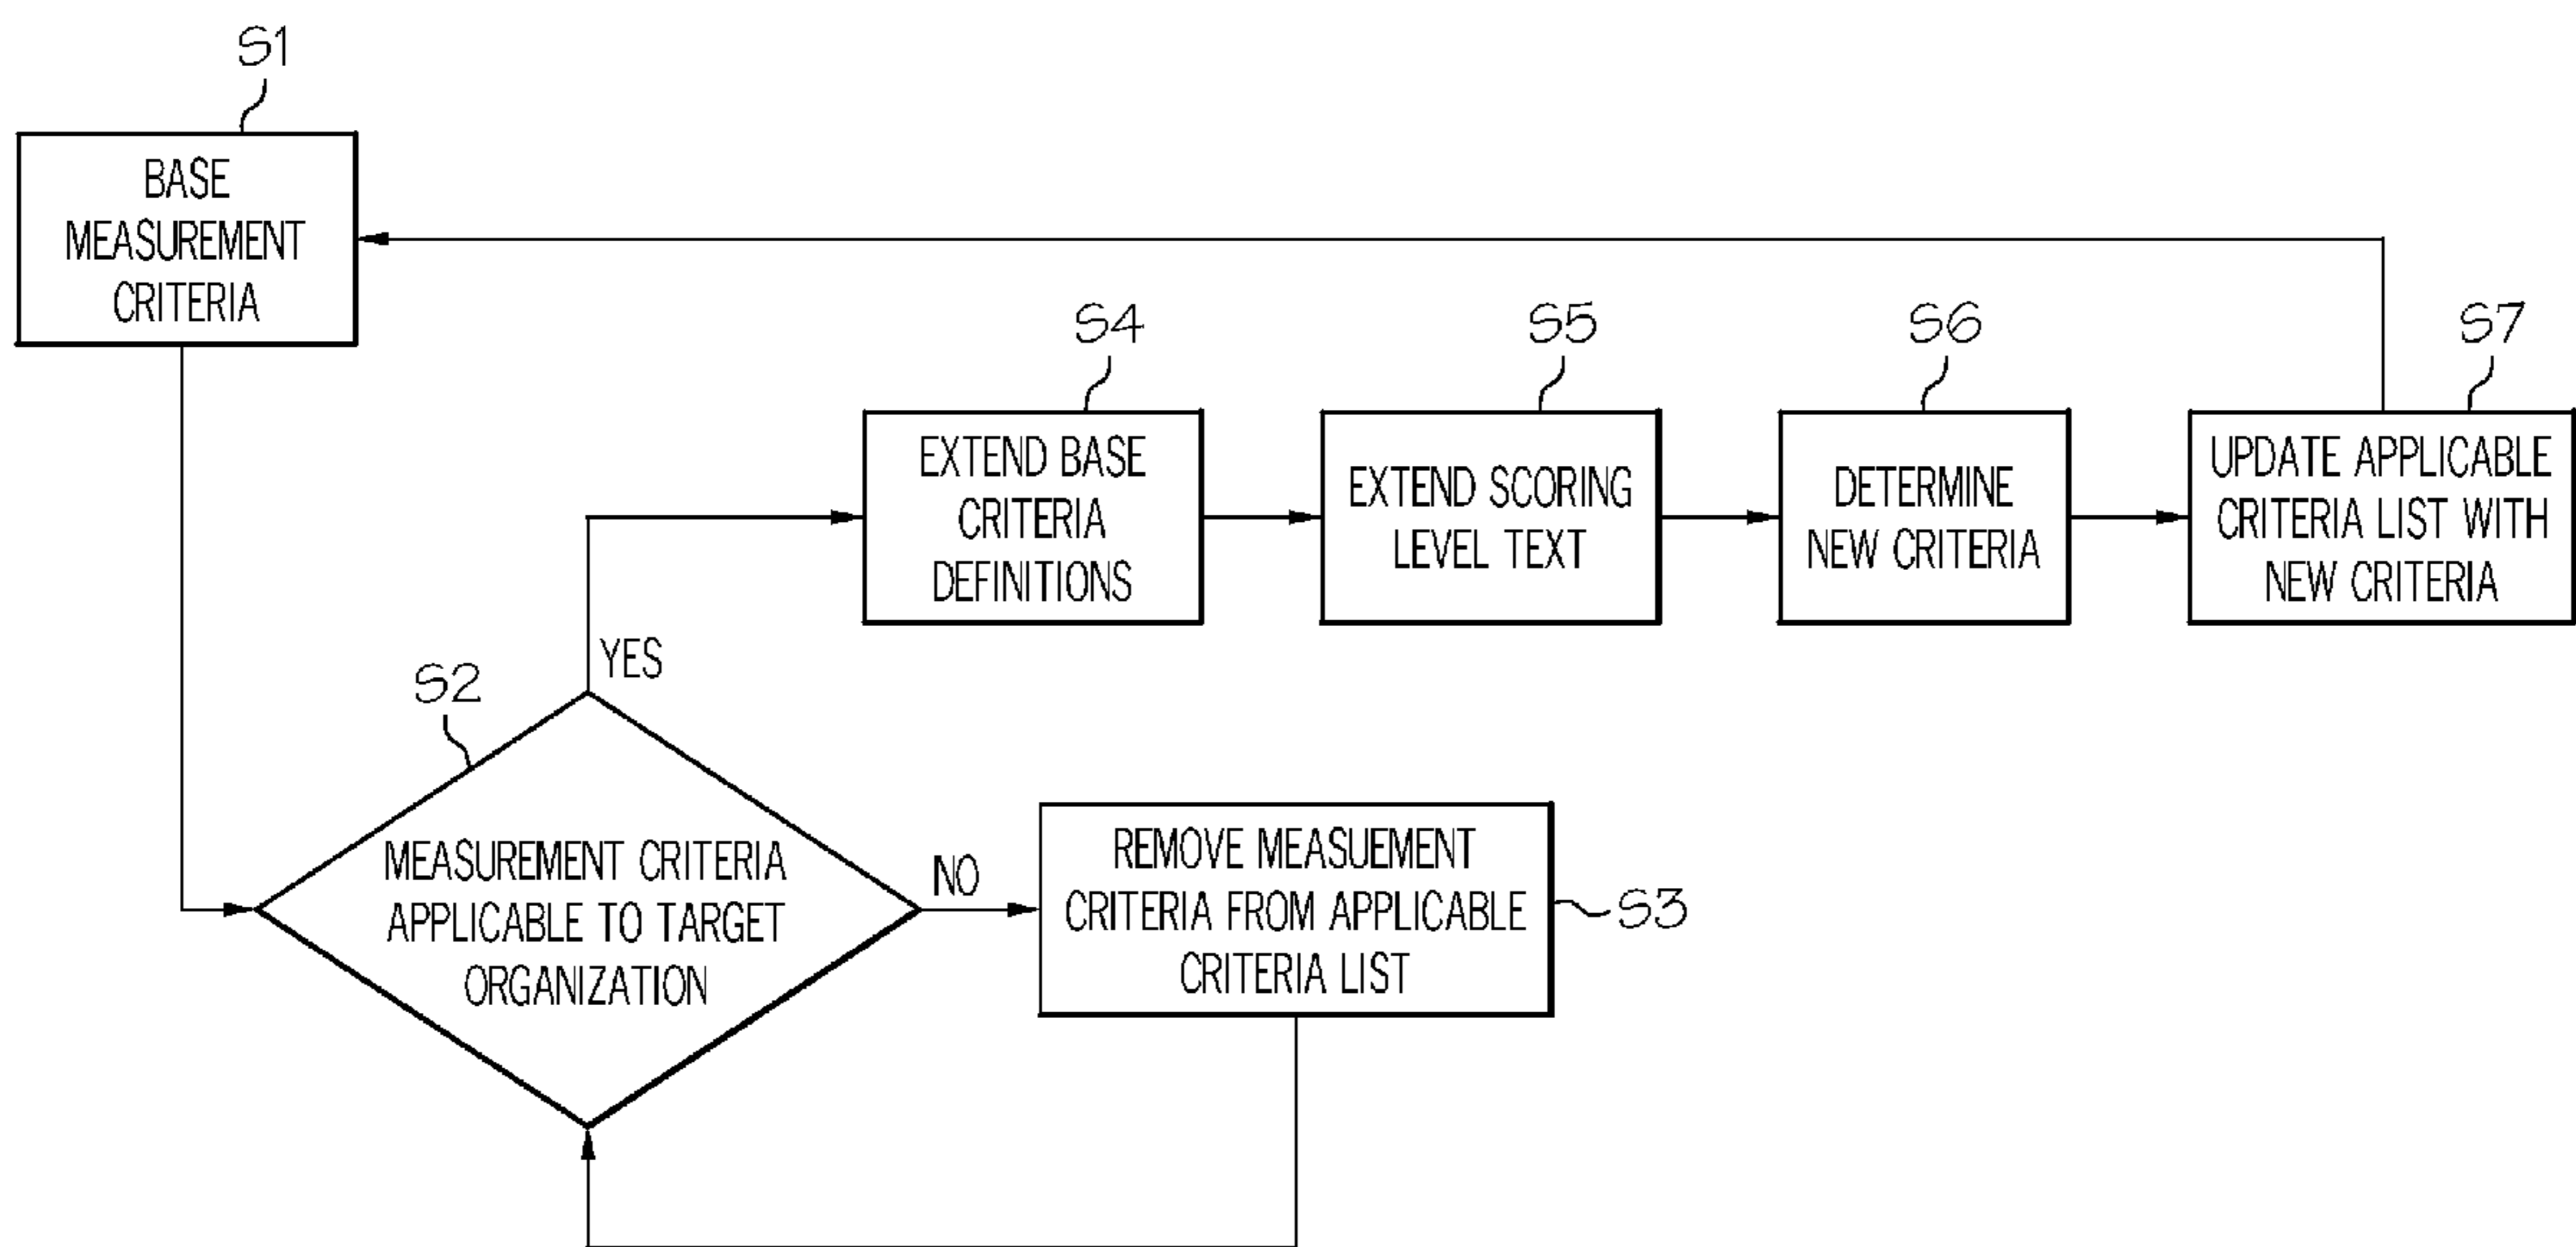 S1
BASE
MEASUREMENT
CRITERIA
S4
EXTEND BASE
CRITERIA
DEFINITIONS
S5
EXTEND SCORING
LEVEL TEXT
S6
DETERMINE
NEW CRITERIA
S7
UPDATE APPLICABLE
CRITERIA LIST WITH
NEW CRITERIA
YES
S2
MEASUREMENT CRITERIA
APPLICABLE TO TARGET
ORGANIZATION
NO
REMOVE MEASUEMENT
CRITERIA FROM APPLICABLE
CRITERIA LIST
S3